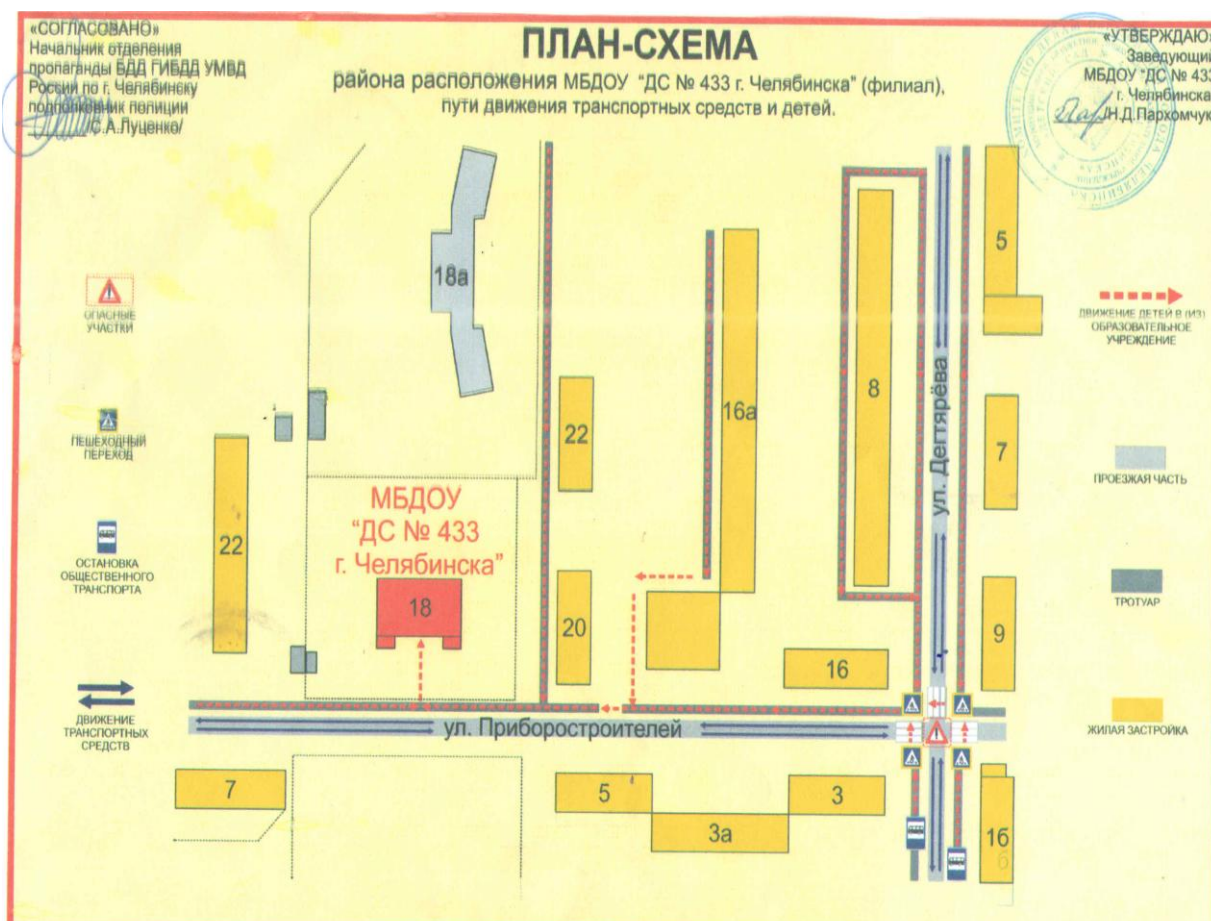 «СОГЛАСОВАНО»
Начальник отделения
пропаганды БДД ГИБДД УМВД
России по г. Челябинску
подполковник полиции
/С.А.Луценко/
ПЛАН-СХЕМА
района расположения МБДОУ “ДС № 433 г. Челябинска” (филиал),
пути движения транспортных средств и детей.
«УТВЕРЖДАЮ»
Заведующий
МБДОУ “ДС № 433
г. Челябинска
/Н.Д.Пархомчук
ОПАСНЫЕ
УЧАСТКИ
ПЕШЕХОДНЫЙ
ПЕРЕХОД
ОСТАНОВКА
ОБЩЕСТВЕННОГО
ТРАНСПОРТА
ДВИЖЕНИЕ
ТРАНСПОРТНЫХ
СРЕДСТВ
18а
22
22
МБДОУ
“ДС № 433
г. Челябинска”
18
20
16а
8
16
ул. Дегтярёва
5
7
9
ул. Приборостроителей
7
5
3а
3
16
6
ДВИЖЕНИЕ ДЕТЕЙ В (ИЗ)
ОБРАЗОВАТЕЛЬНОЕ
УЧРЕЖДЕНИЕ
ПРОЕЗЖАЯ ЧАСТЬ
ТРОТУАР
ЖИЛАЯ ЗАСТРОЙКА